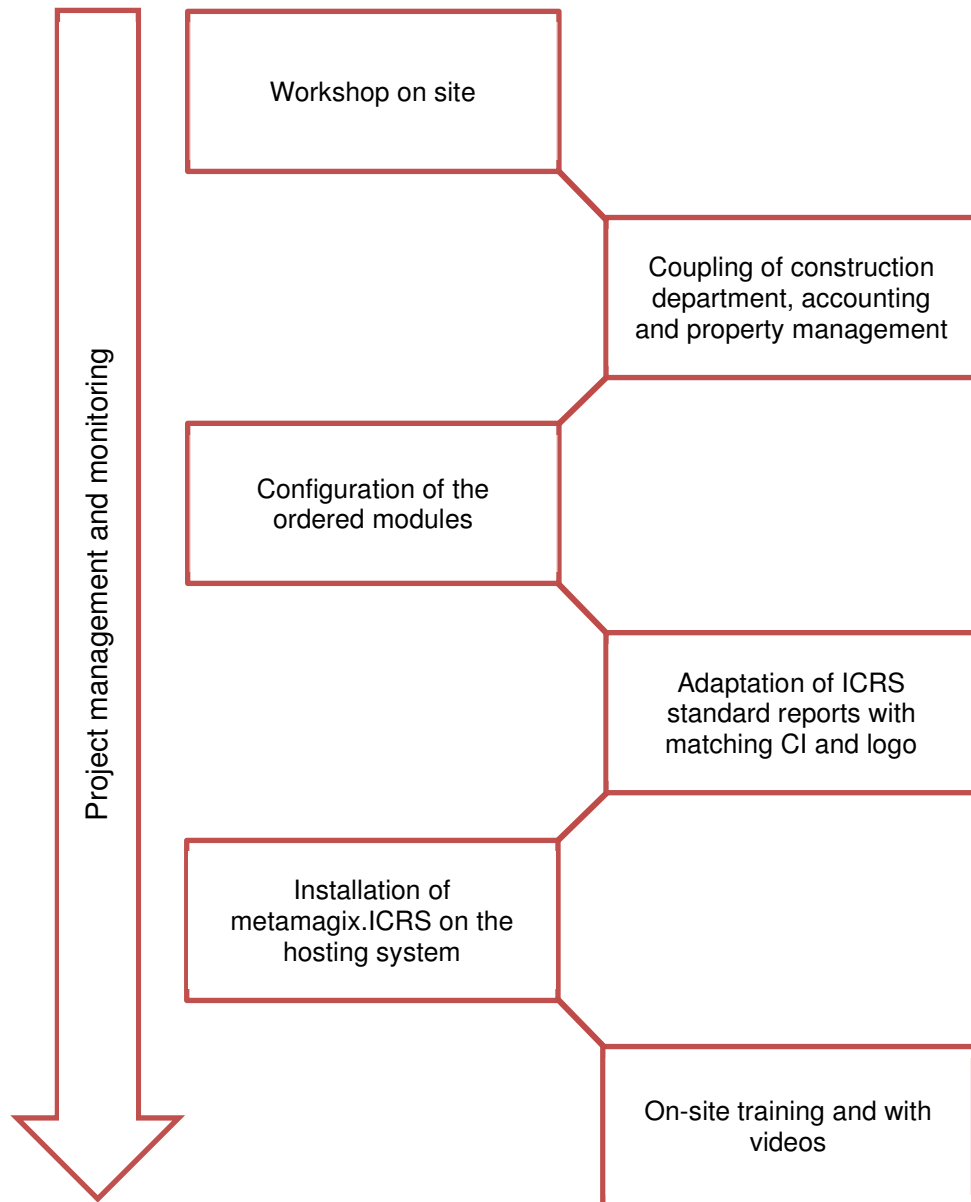 Project management and monitoring
Workshop on site
Coupling of construction
department, accounting
and property management
Configuration of the
ordered modules
Adaptation of ICRS
standard reports with
matching CI and logo
Installation of
metamagix.ICRS on the
hosting system
On-site training and with
videos